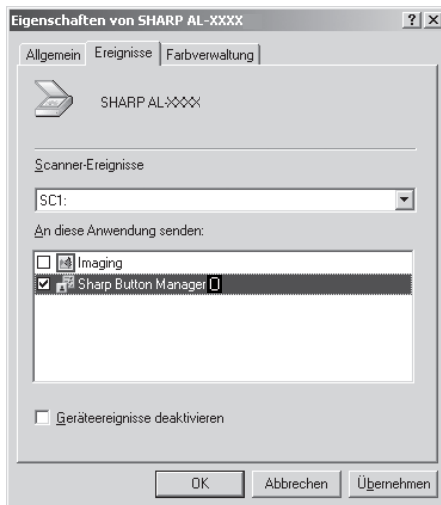 Eigenschaften von SHARP AL-XXXX
Allgemein Ereignisse Farbverwaltung
SHARP AL-XXXX
Scanner-Ereignisse
SC1:
An diese Anwendung senden:
Imaging
Sharp Button Manager O
Geräteereignisse deaktivieren
OK Abbrechen Übernehmen